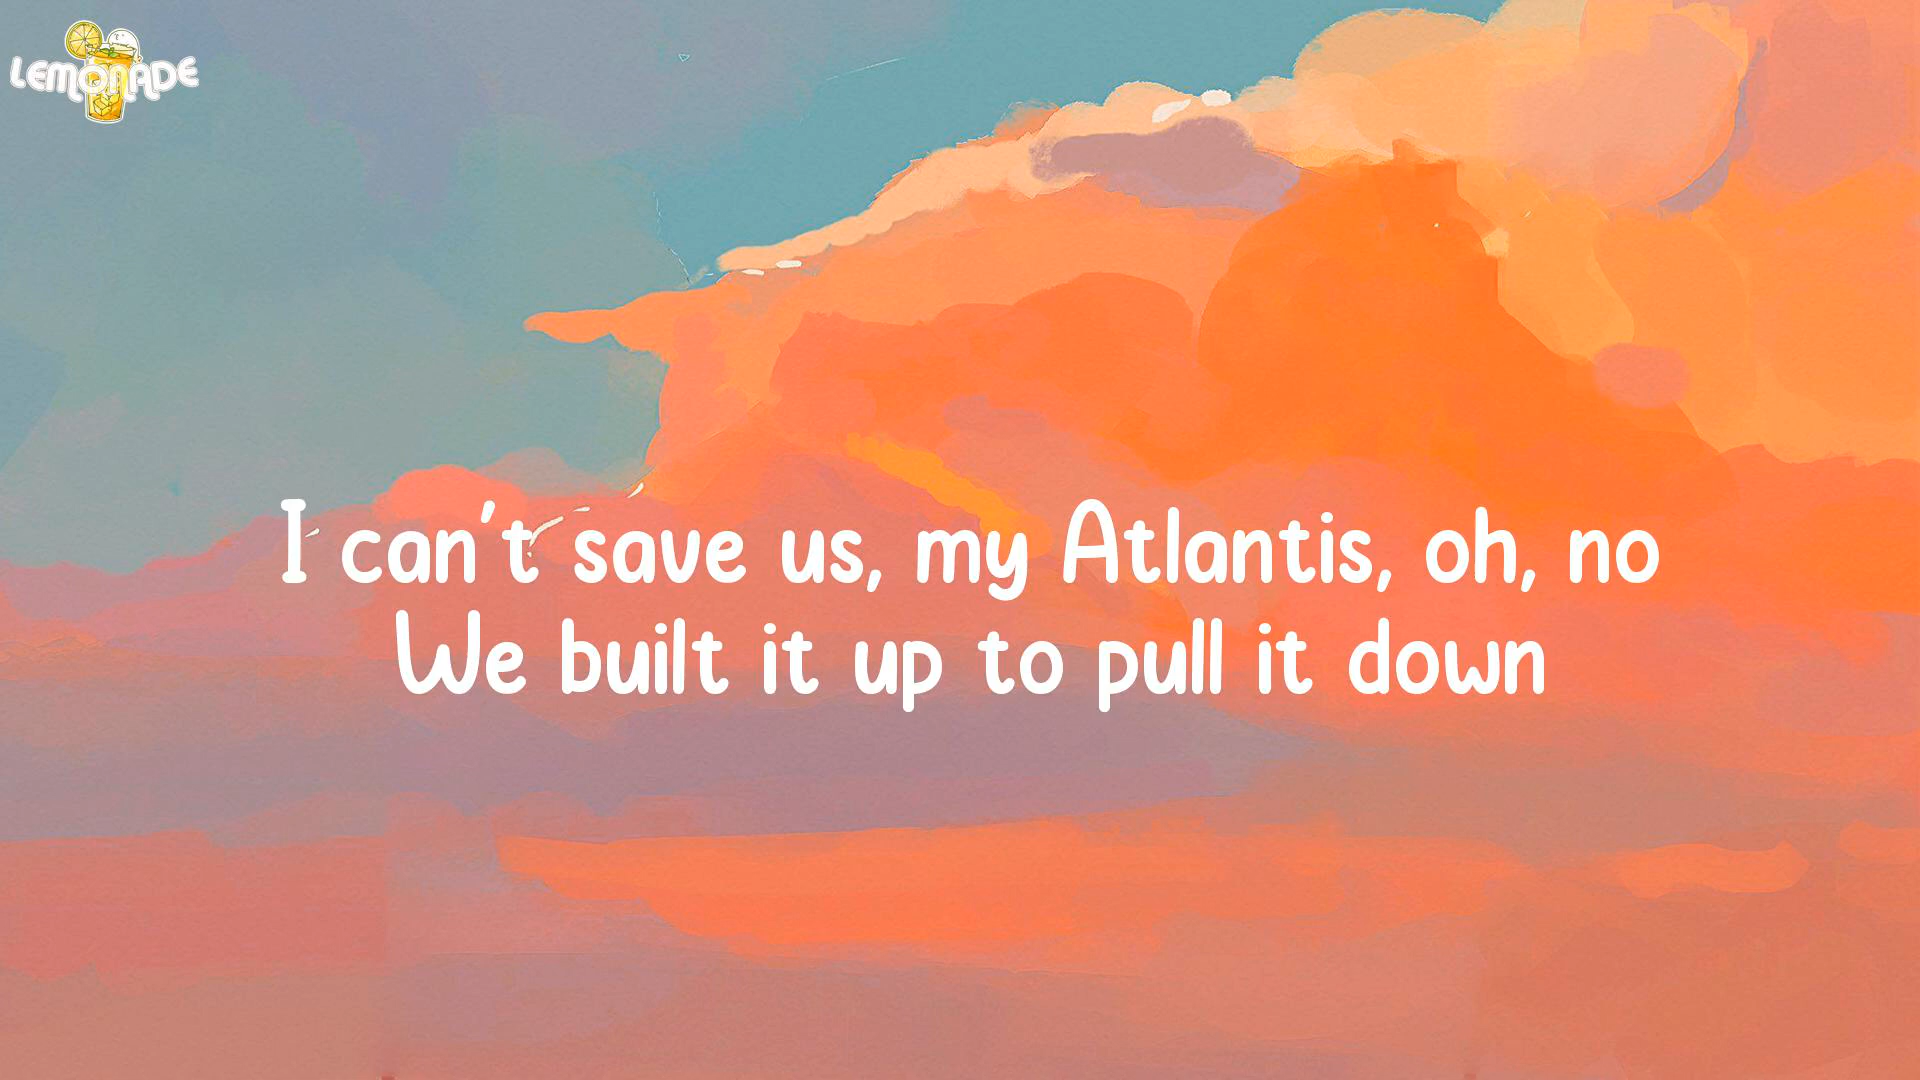 LEMONADE
I can't save us, my Atlantis, oh, no
We built it up to pull it down